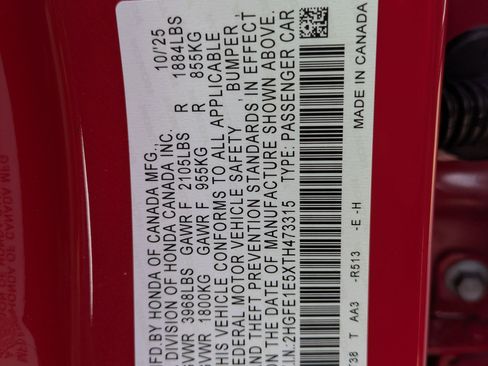 MFD.BY HONDA OF CANADA MFG., 10/'25
A DIVISION OF HONDA CANADA INC.
GVWR 3968LBS GAWR F 2105LBS R 1884LBS
GVWR 1800KG GAWR F 955KG R 855KG
THIS VEHICLE CONFORMS TO ALL APPLICABLE
FEDERAL MOTOR VEHICLE SAFETY , BUMPER ,
AND THEFT PREVENTION STANDARDS IN EFFECT
ON THE DATE OF MANUFACTURE SHOWN ABOVE.
V.I.N.:2HGFE1E5XTH473315 TYPE:PASSENGER CAR
Y38 T AA3 -R513 -E -H MADE IN CANADA